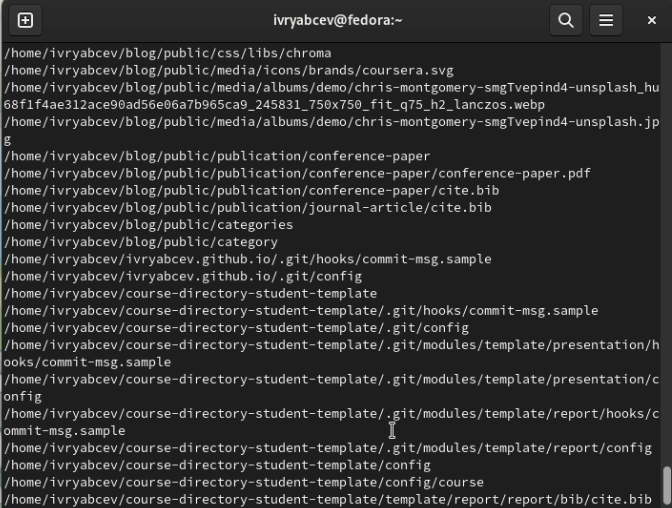 ivryabcev@fedora:~
/home/ivryabcev/blog/public/css/libs/chroma
/home/ivryabcev/blog/public/media/icons/brands/coursera.svg
/home/ivryabcev/blog/public/media/albums/demo/chris-montgomery-smgTvepind4-unsplash_hu
68f1f4ae312ace90ad56e06a7b965ca9_245831_750x750_fit_q75_h2_lanczos.webp
/home/ivryabcev/blog/public/media/albums/demo/chris-montgomery-smgTvepind4-unsplash.jp
g
/home/ivryabcev/blog/public/publication/conference-paper
/home/ivryabcev/blog/public/publication/conference-paper/conference-paper.pdf
/home/ivryabcev/blog/public/publication/conference-paper/cite.bib
/home/ivryabcev/blog/public/publication/journal-article/cite.bib
/home/ivryabcev/blog/public/categories
/home/ivryabcev/blog/public/category
/home/ivryabcev/ivryabcev.github.io/.git/hooks/commit-msg.sample
/home/ivryabcev/ivryabcev.github.io/.git/config
/home/ivryabcev/course-directory-student-template
/home/ivryabcev/course-directory-student-template/.git/hooks/commit-msg.sample
/home/ivryabcev/course-directory-student-template/.git/config
/home/ivryabcev/course-directory-student-template/.git/modules/template/presentation/h
ooks/commit-msg.sample
/home/ivryabcev/course-directory-student-template/.git/modules/template/presentation/c
onfig
/home/ivryabcev/course-directory-student-template/.git/modules/template/report/hooks/c
ommit-msg.sample
/home/ivryabcev/course-directory-student-template/.git/modules/template/report/config
/home/ivryabcev/course-directory-student-template/config
/home/ivryabcev/course-directory-student-template/config/course
/home/ivryabcev/course-directory-student-template/template/report/report/bib/cite.bib